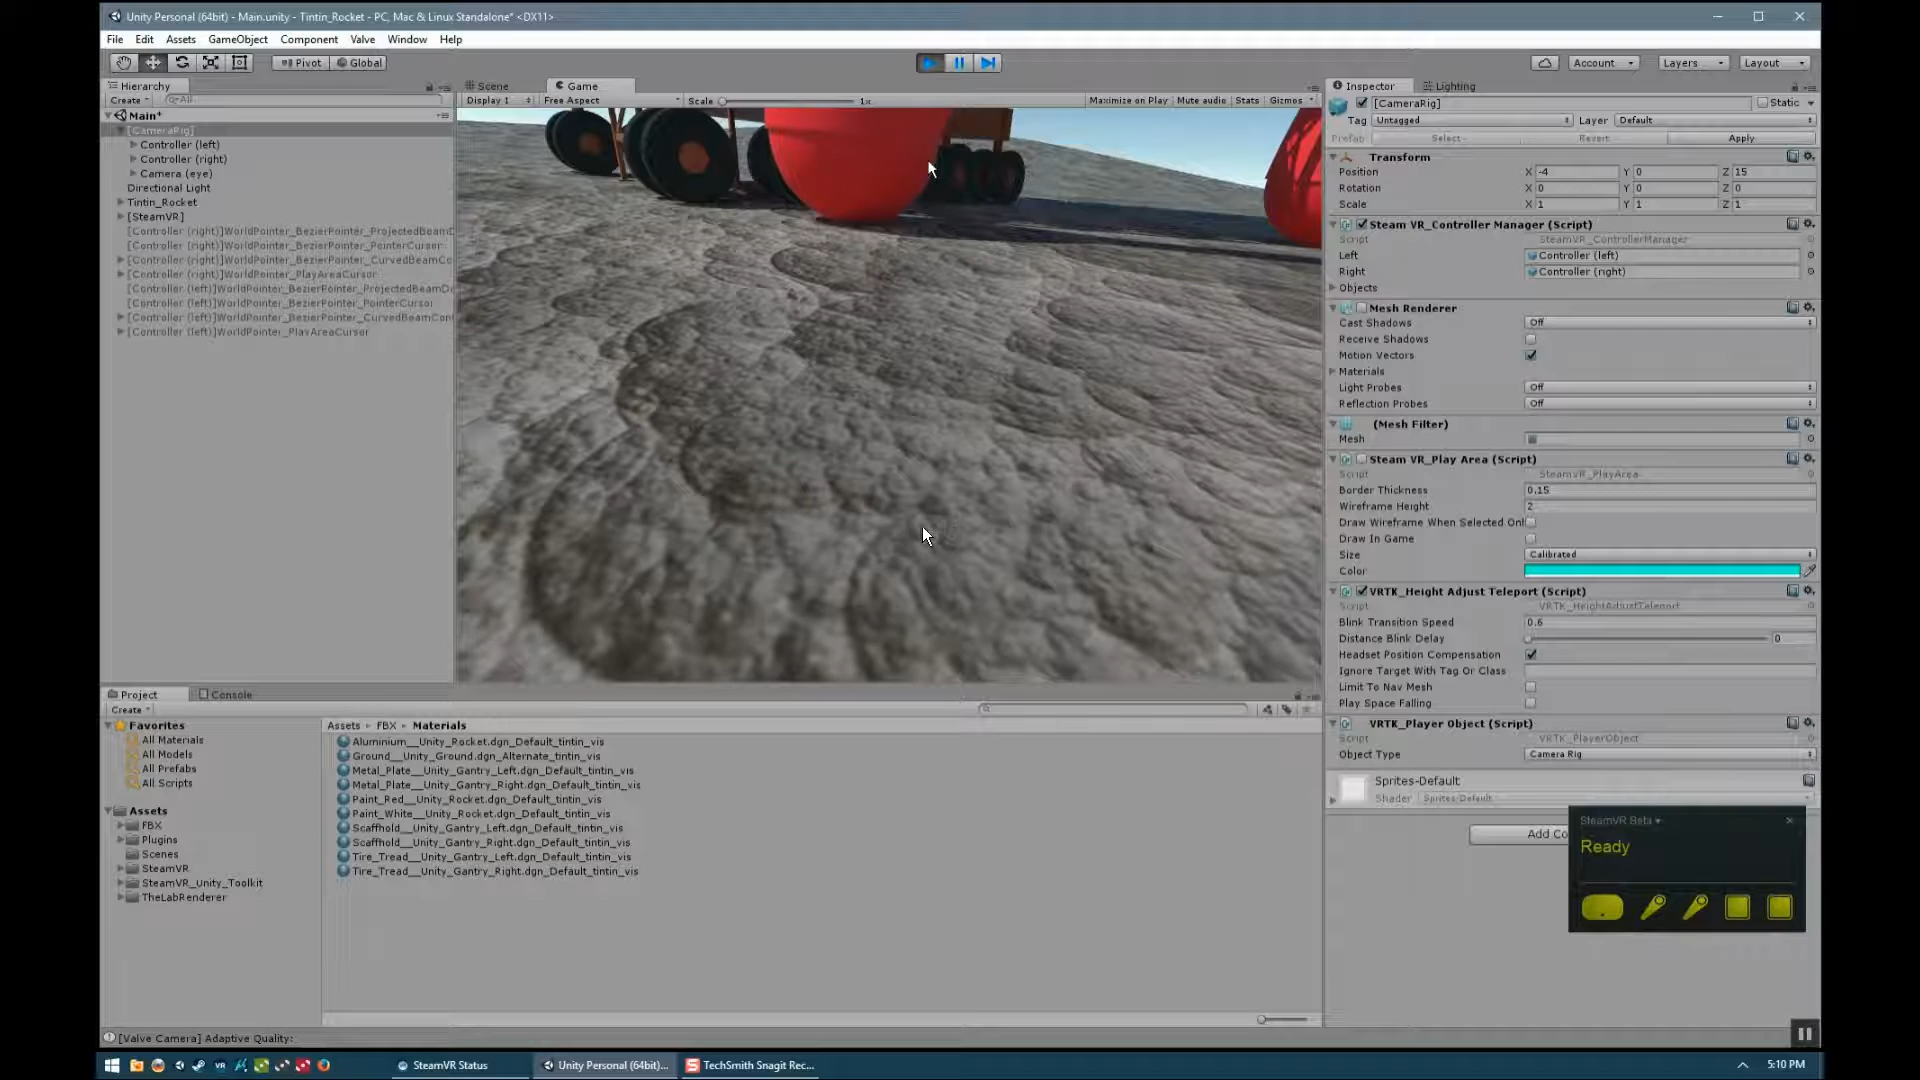 Unity Personal (64bit) - Main.unity - Tintin_Rocket - PC, Mac & Linux Standalone* <DX11>
File Edit Assets GameObject Component Valve Window Help
Pivot Global Account Layers Layout
Hierarchy Scene Game Inspector Lighting
Create All Display 1 Free Aspect Scale 1x Maximize on Play Mute audio Stats Gizmos [CameraRig] Static
Main*
Tag Untagged Layer Default
[CameraRig]
Prefab Select Revert Apply
Controller (left)
Controller (right)
Camera (eye)
Directional Light
Tintin_Rocket
[SteamVR]
[Controller (right)]WorldPointer_BezierPointer_ProjectedBeam
[Controller (right)]WorldPointer_BezierPointer_PointerCursor
[Controller (right)]WorldPointer_BezierPointer_CurvedBeamCo
[Controller (right)]WorldPointer_PlayAreaCursor
[Controller (left)]WorldPointer_BezierPointer_ProjectedBeam
[Controller (left)]WorldPointer_BezierPointer_PointerCursor
[Controller (left)]WorldPointer_BezierPointer_CurvedBeamCon
[Controller (left)]WorldPointer_PlayAreaCursor
Transform
Position X -4 Y 0 Z 15
Rotation X 0 Y 0 Z 0
Scale X 1 Y 1 Z 1
Steam VR_Controller Manager (Script)
Script SteamVR_ControllerManager
Left Controller (left)
Right Controller (right)
Objects
Mesh Renderer
Cast Shadows Off
Receive Shadows
Motion Vectors
Materials
Light Probes Off
Reflection Probes Off
(Mesh Filter)
Mesh
Steam VR_Play Area (Script)
Script SteamVR_PlayArea
Border Thickness 0.15
Wireframe Height 2
Draw Wireframe When Selected Onl
Draw In Game
Size Calibrated
Color
VRTK_Height Adjust Teleport (Script)
Script VRTK_HeightAdjustTeleport
Blink Transition Speed 0.6
Distance Blink Delay 0
Headset Position Compensation
Ignore Target With Tag Or Class
Limit To Nav Mesh
Play Space Falling
VRTK_Player Object (Script)
Script VRTK_PlayerObject
Object Type Camera Rig
Sprites-Default
Shader Sprites-Default
Add Co
SteamVR Beta
Ready
Project Console
Create
Favorites
All Materials
All Models
All Prefabs
All Scripts
Assets
FBX
Plugins
Scenes
SteamVR
SteamVR_Unity_Toolkit
TheLabRenderer
Assets FBX Materials
Aluminium__Unity_Rocket.dgn_Default_tintin_vis
Ground__Unity_Ground.dgn_Alternate_tintin_vis
Metal_Plate__Unity_Gantry_Left.dgn_Default_tintin_vis
Metal_Plate__Unity_Gantry_Right.dgn_Default_tintin_vis
Paint_Red__Unity_Rocket.dgn_Default_tintin_vis
Paint_White__Unity_Rocket.dgn_Default_tintin_vis
Scaffhold__Unity_Gantry_Left.dgn_Default_tintin_vis
Scaffhold__Unity_Gantry_Right.dgn_Default_tintin_vis
Tire_Tread__Unity_Gantry_Left.dgn_Default_tintin_vis
Tire_Tread__Unity_Gantry_Right.dgn_Default_tintin_vis
[Valve Camera] Adaptive Quality:
SteamVR Status Unity Personal (64bit)... TechSmith Snagit Rec... 5:10 PM